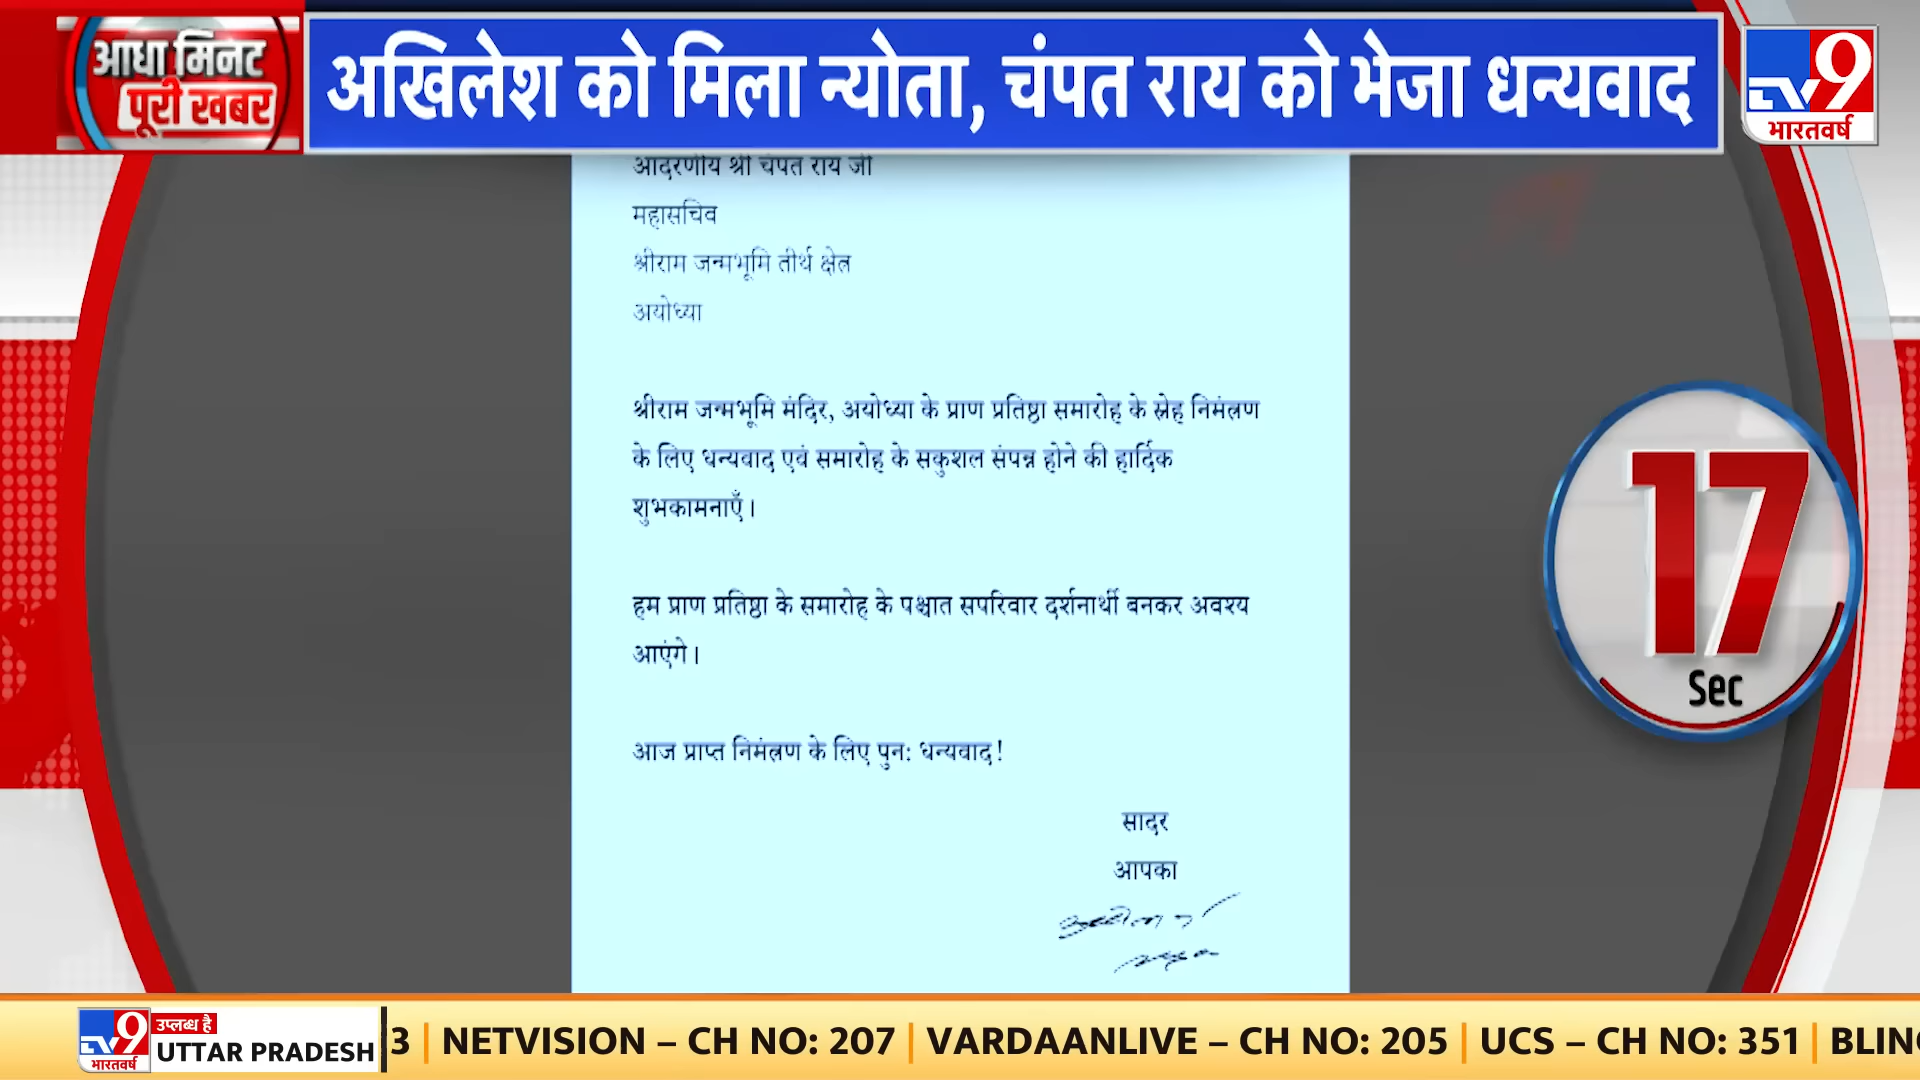 आधा मिनट
पूरी खबर
अखिलेश को मिला न्योता, चंपत राय को भेजा धन्यवाद
TV9
भारतवर्ष
आदरणीय श्री चंपत राय जी
महासचिव
श्रीराम जन्मभूमि तीर्थ क्षेत्र
अयोध्या
श्रीराम जन्मभूमि मंदिर, अयोध्या के प्राण प्रतिष्ठा समारोह के स्नेह निमंत्रण
के लिए धन्यवाद एवं समारोह के सकुशल संपन्न होने की हार्दिक
शुभकामनाएँ।
हम प्राण प्रतिष्ठा के समारोह के पश्चात सपरिवार दर्शनार्थी बनकर अवश्य
आएंगे।
आज प्राप्त निमंत्रण के लिए पुन: धन्यवाद!
सादर
आपका
17
Sec
TV9
भारतवर्ष
उप्लब्ध है
UTTAR PRADESH
3 | NETVISION – CH NO: 207 | VARDAANLIVE – CH NO: 205 | UCS – CH NO: 351 |